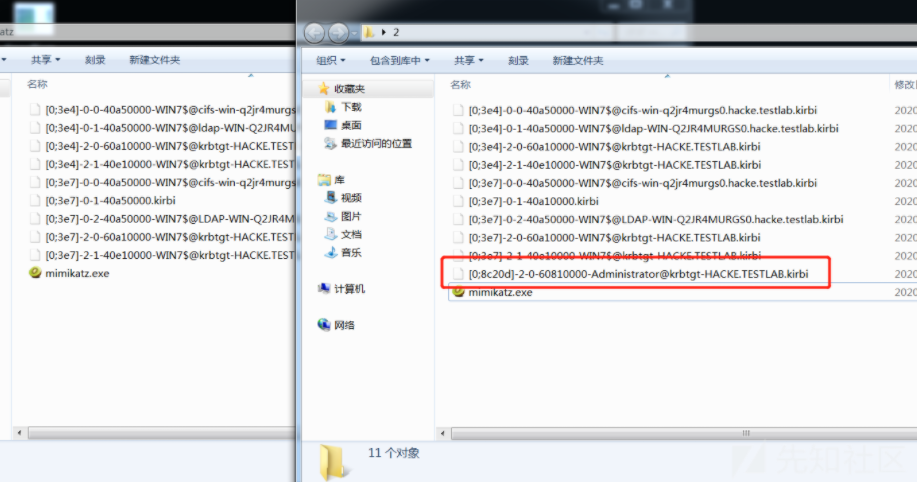 atz
共享
刻录
新建文件夹
名称
[0;3e4]-0-0-40a50000-WIN7$@cifs-win-q2jr4murgs
[0;3e4]-0-1-40a50000-WIN7$@ldap-WIN-Q2JR4MU
[0;3e4]-2-0-60a10000-WIN7$@krbtgt-HACKE.TEST
[0;3e4]-2-1-40e10000-WIN7$@krbtgt-HACKE.TEST
[0;3e7]-0-0-40a50000-WIN7$@cifs-win-q2jr4murgs
[0;3e7]-0-1-40a50000.kirbi
[0;3e7]-0-2-40a50000-WIN7$@LDAP-WIN-Q2JR4M
[0;3e7]-2-0-60a10000-WIN7$@krbtgt-HACKE.TEST
[0;3e7]-2-1-40e10000-WIN7$@krbtgt-HACKE.TEST
mimikatz.exe
2
组织
包含到库中
共享
刻录
新建文件夹
收藏夹
下载
桌面
最近访问的位置
库
视频
图片
文档
音乐
计算机
网络
名称
修改日
[0;3e4]-0-0-40a50000-WIN7$@cifs-win-q2jr4murgs0.hacke.testlab.kirbi
2020
[0;3e4]-0-1-40a50000-WIN7$@ldap-WIN-Q2JR4MURGS0.hacke.testlab.kirbi
2020
[0;3e4]-2-0-60a10000-WIN7$@krbtgt-HACKE.TESTLAB.kirbi
2020
[0;3e4]-2-1-40e10000-WIN7$@krbtgt-HACKE.TESTLAB.kirbi
2020
[0;3e7]-0-0-40a50000-WIN7$@cifs-win-q2jr4murgs0.hacke.testlab.kirbi
2020
[0;3e7]-0-1-40a10000.kirbi
2020
[0;3e7]-0-2-40a50000-WIN7$@LDAP-WIN-Q2JR4MURGS0.hacke.testlab.kirbi
2020
[0;3e7]-2-0-60a10000-WIN7$@krbtgt-HACKE.TESTLAB.kirbi
2020
[0;3e7]-2-1-40e10000-WIN7$@krbtgt-HACKE.TESTLAB.kirbi
2020
[0;8c20d]-2-0-60810000-Administrator@krbtgt-HACKE.TESTLAB.kirbi
2020
mimikatz.exe
2020
11 个对象
先知社区